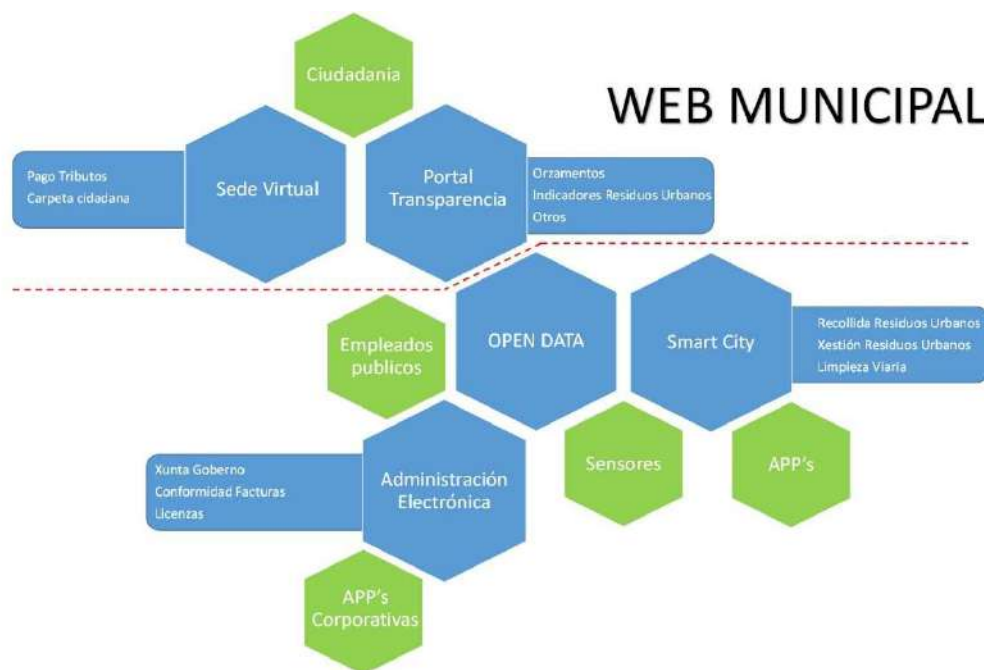 Ciudadania
WEB MUNICIPAL
Pago Tributos
Carpeta cidadana
Sede Virtual
Portal
Transparencia
Orzamentos
Indicadores Residuos Urbanos
Otros
Empleados
publicos
OPEN DATA
Smart City
Recollida Residuos Urbanos
Xestión Residuos Urbanos
Limpieza Viaria
Xunta Goberno
Conformidad Facturas
Licenzas
Administración
Electrónica
Sensores
APP's
APP's
Corporativas